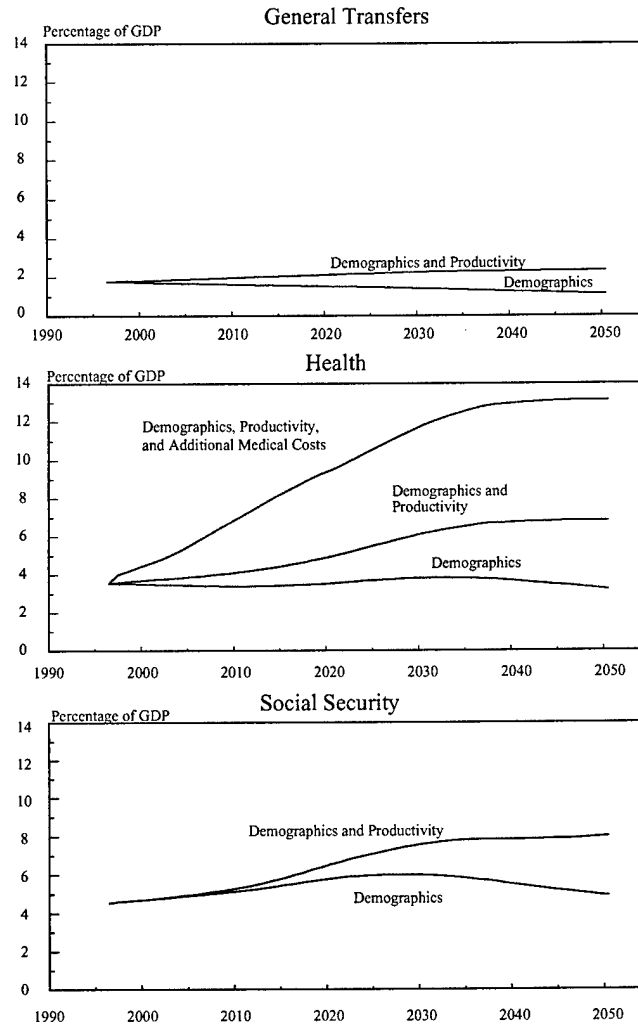 General Transfers
Percentage of GDP
14
12
10
8
6
4
2
0
Demographics and Productivity
Demographics
1990 2000 2010 2020 2030 2040 2050
Health
Percentage of GDP
14
12
10
8
6
4
2
0
Demographics, Productivity,
and Additional Medical Costs
Demographics and
Productivity
Demographics
1990 2000 2010 2020 2030 2040 2050
Social Security
Percentage of GDP
14
12
10
8
6
4
2
0
Demographics and Productivity
Demographics
1990 2000 2010 2020 2030 2040 2050